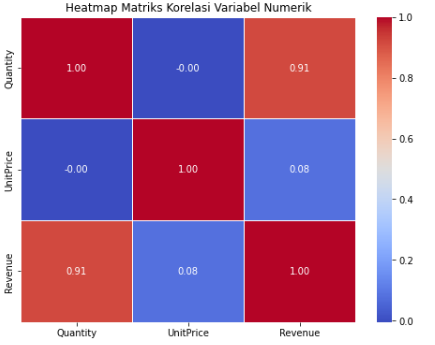 Heatmap Matriks Korelasi Variabel Numerik
Quantity
1.00
-0.00
0.91
UnitPrice
-0.00
1.00
0.08
Revenue
0.91
0.08
1.00
Quantity
UnitPrice
Revenue
1.0
0.8
0.6
0.4
0.2
0.0